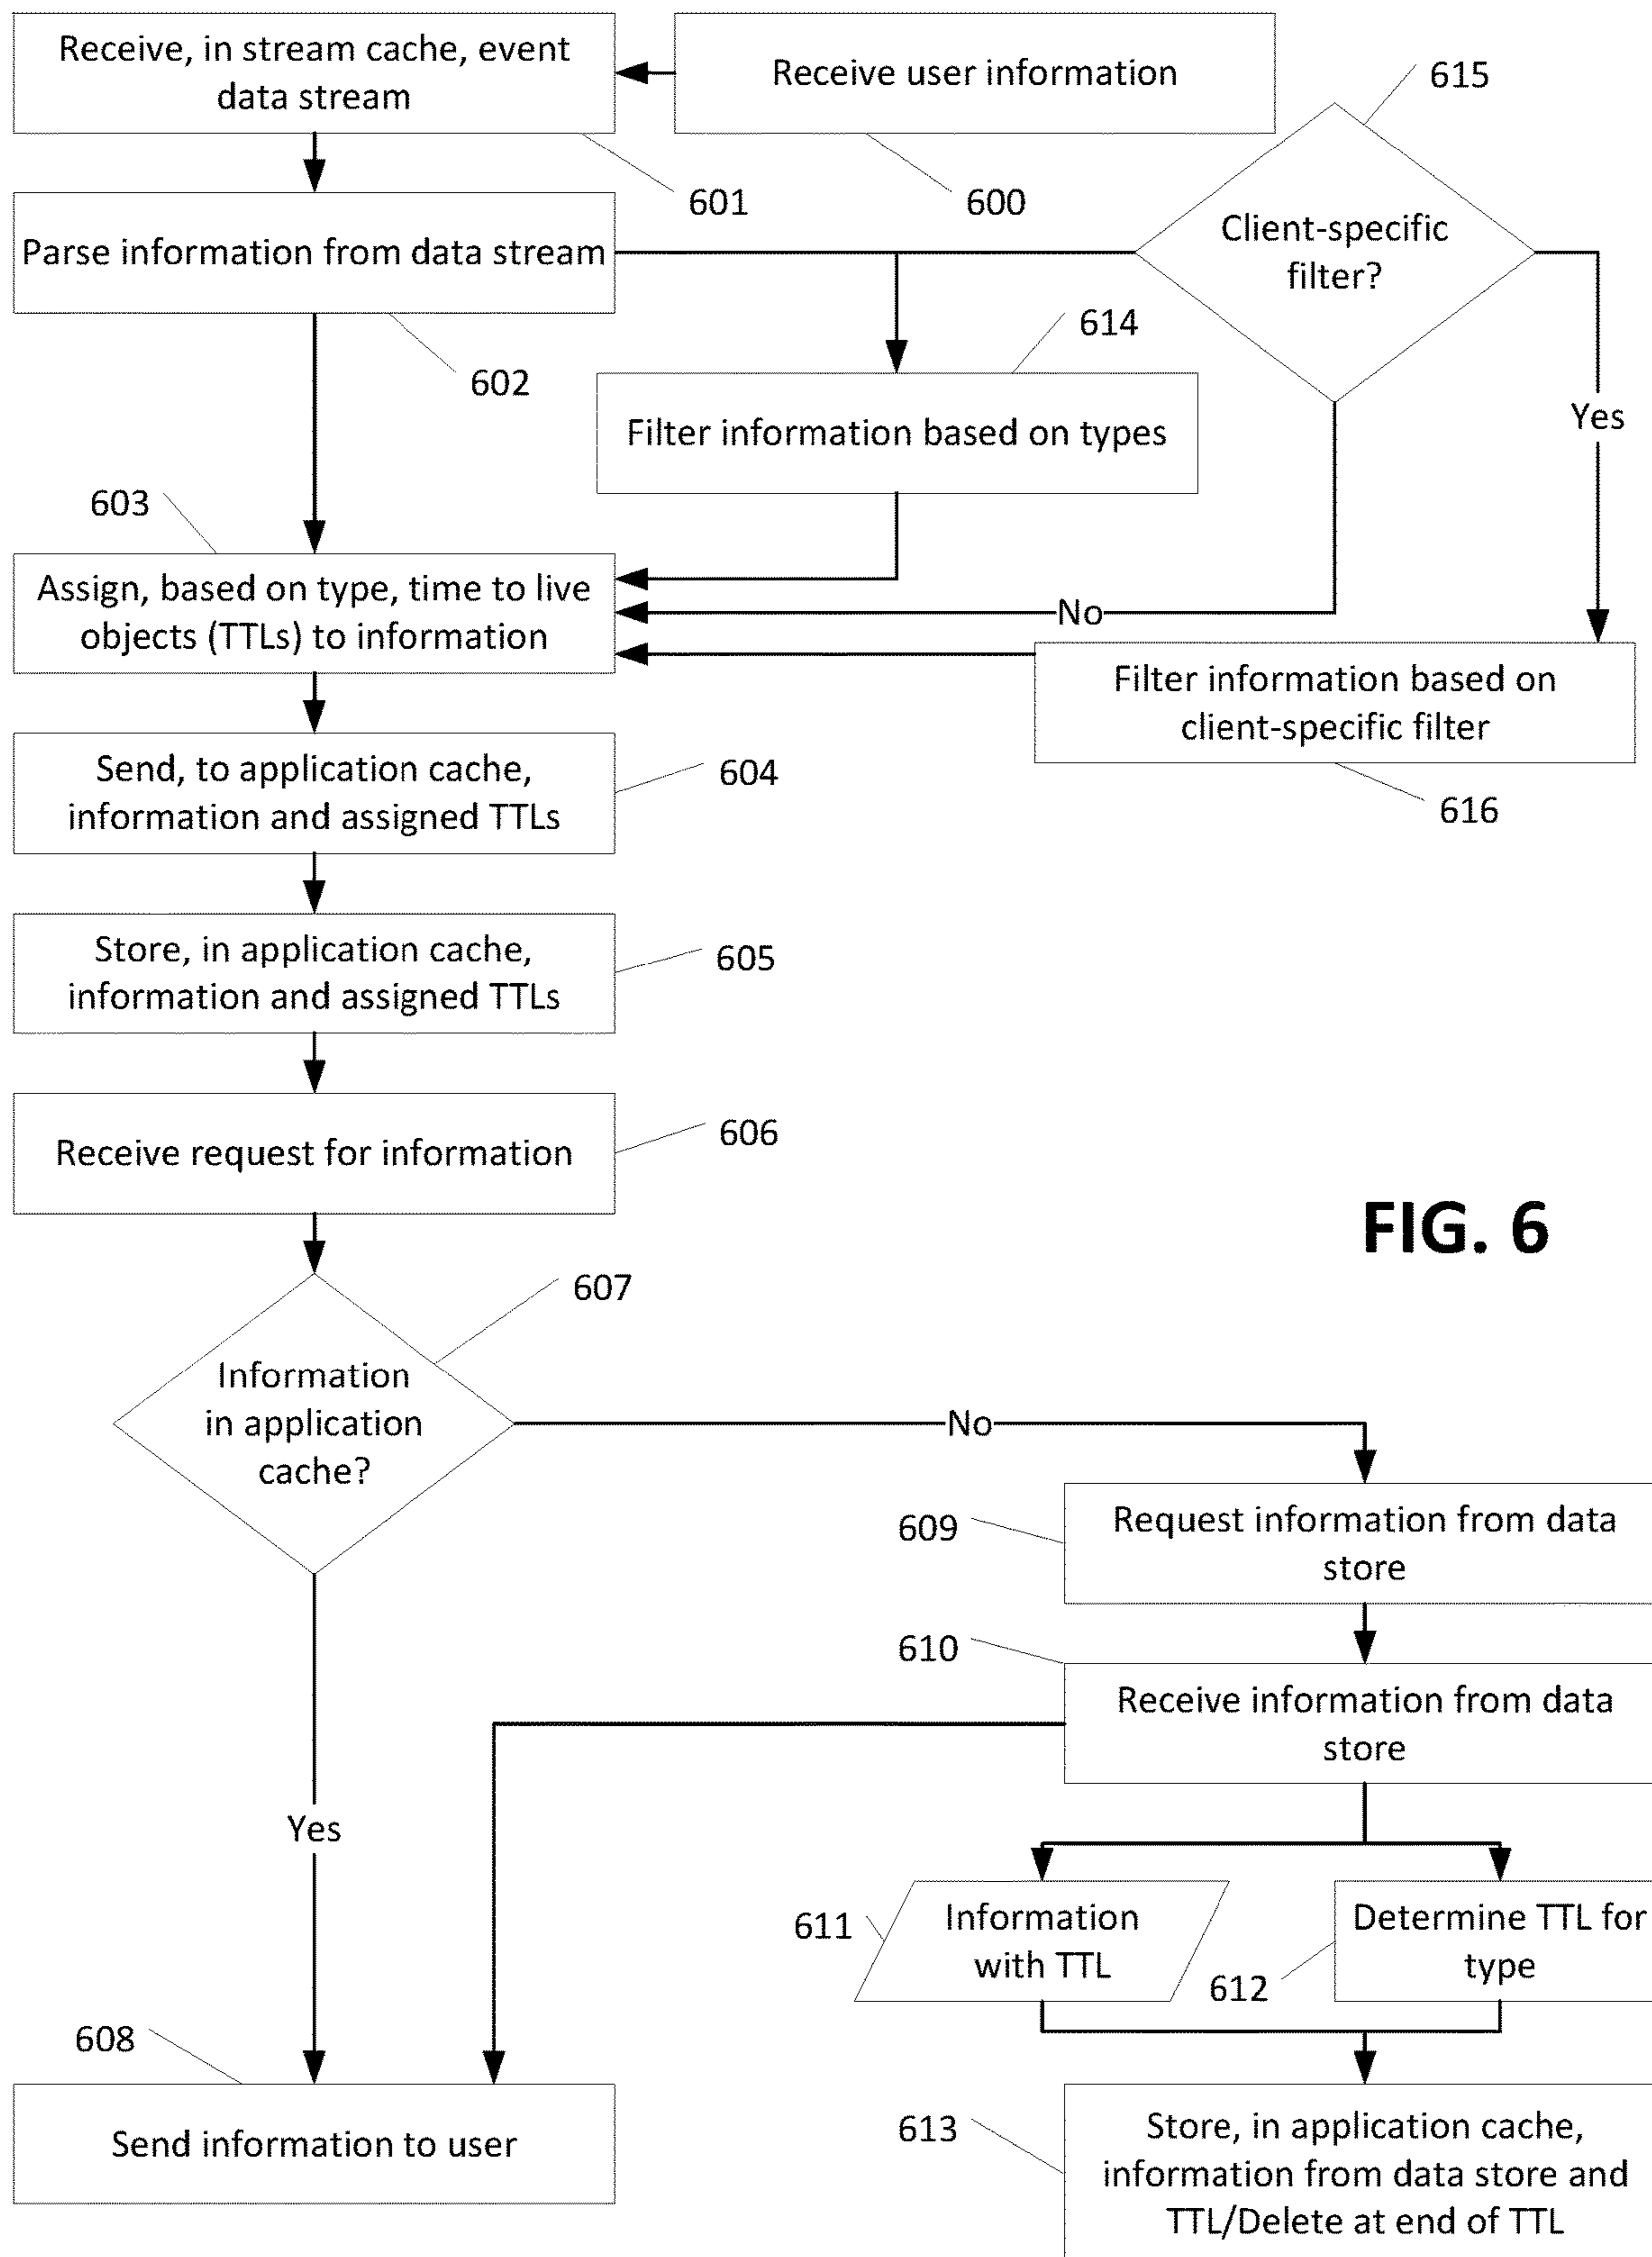 Receive, in stream cache, event
data stream
Receive user information
615
601
600
Client-specific
filter?
Parse information from data stream
602
614
Yes
Filter information based on types
603
Assign, based on type, time to live
objects (TTLs) to information
No
Filter information based on
client-specific filter
616
Send, to application cache,
information and assigned TTLs
604
Store, in application cache,
information and assigned TTLs
605
Receive request for information
606
FIG. 6
607
Information
in application
cache?
No
609
Request information from data
store
610
Receive information from data
store
Yes
611
Information
with TTL
612
Determine TTL for
type
608
Send information to user
613
Store, in application cache,
information from data store and
TTL/Delete at end of TTL